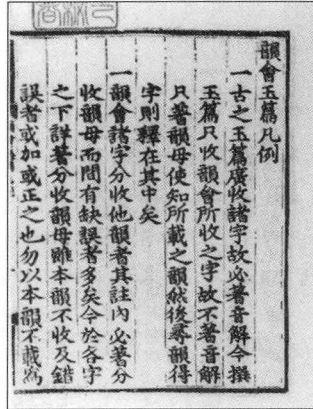 韻會玉篇凡例
一古之玉篇廣收諸字故必著音解今撰
玉篇只收韻會所收之字故不著音解
只著韻母使知所載之韻然後尋韻得
字則釋在其中矣
一韻會諸字分收他韻者其註內必著分
收韻母而間有缺誤者多矣今於各字
之下詳著分收韻母雖本韻不收及錯
誤者或加或正之也勿以本韻不載爲